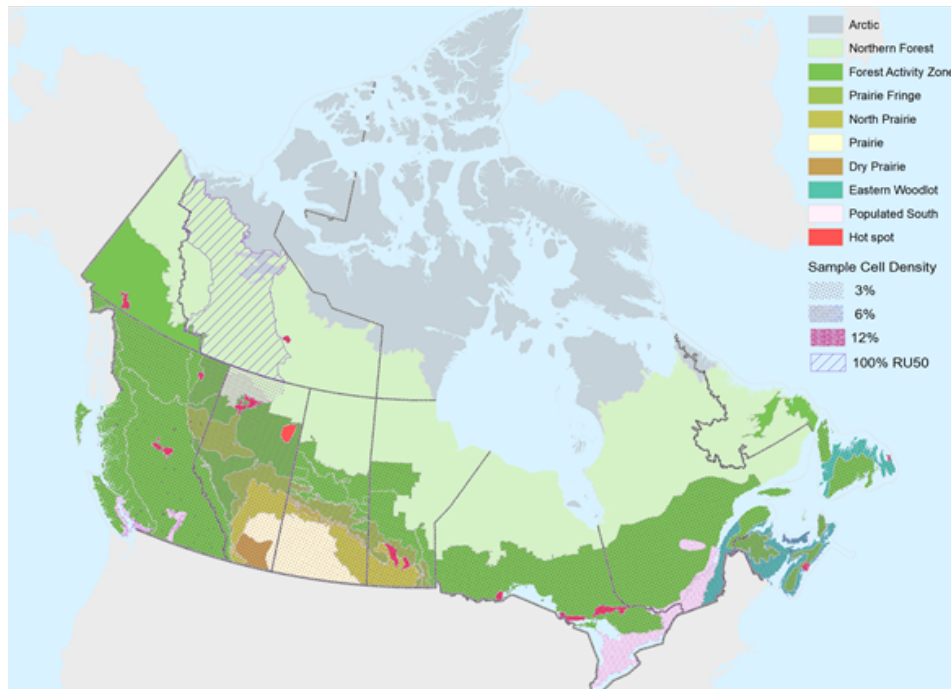 Arctic
Northern Forest
Forest Activity Zone
Prairie Fringe
North Prairie
Prairie
Dry Prairie
Eastern Woodlot
Populated South
Hot spot
Sample Cell Density
3%
6%
12%
100% RU50